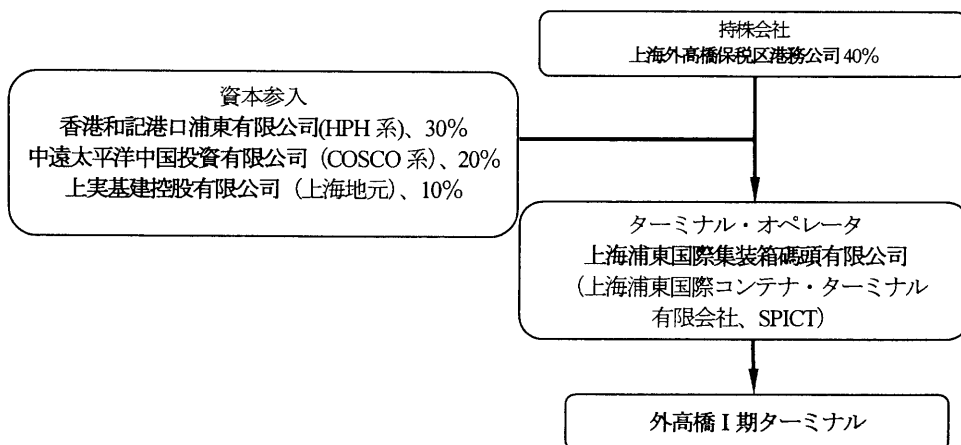 持株会社
上海外高橋保税区港務公司 40%
資本参入
香港和記港口浦東有限公司(HPH 系)、30%
中遠太平洋中国投資有限公司（COSCO 系）、20%
上実基建控股有限公司（上海地元）、10%
ターミナル・オペレータ
上海浦東国際集装箱碼頭有限公司
（上海浦東国際コンテナ・ターミナル
有限会社、SPICT）
外高橋Ⅰ期ターミナル